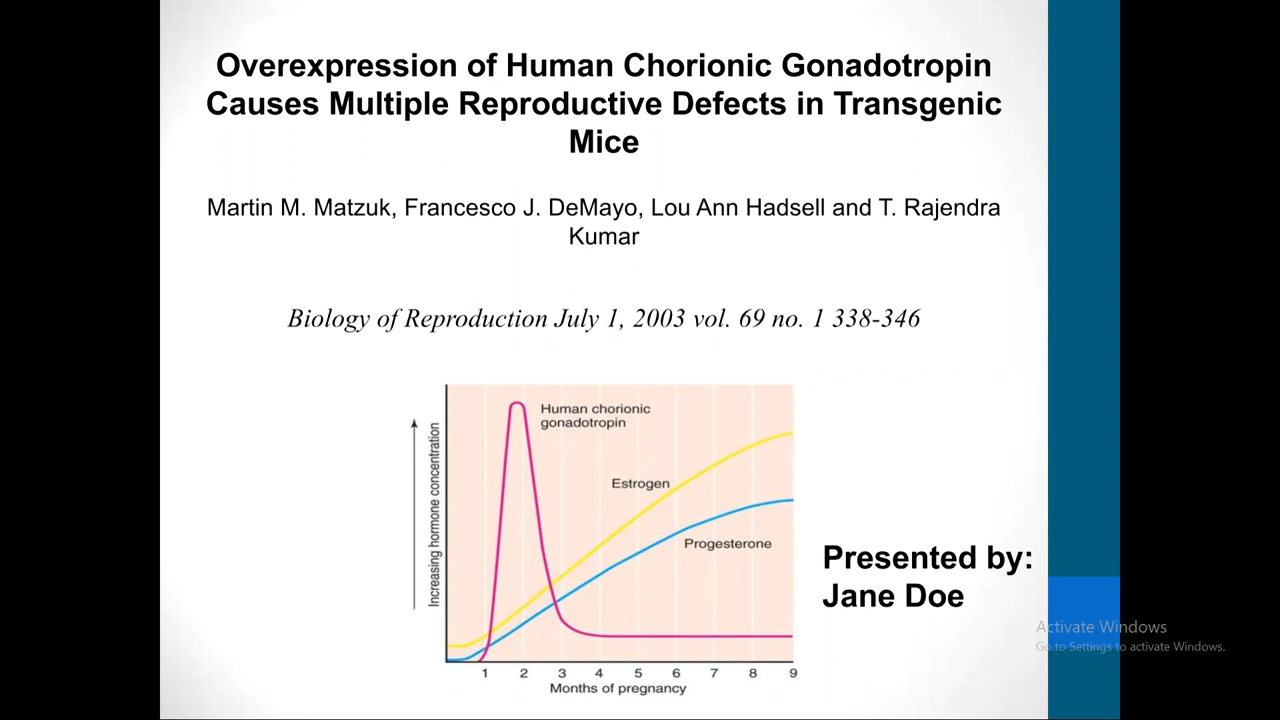 Overexpression of Human Chorionic Gonadotropin
Causes Multiple Reproductive Defects in Transgenic
Mice
Martin M. Matzuk, Francesco J. DeMayo, Lou Ann Hadsell and T. Rajendra
Kumar
Biology of Reproduction July 1, 2003 vol. 69 no. 1 338-346
Increasing hormone concentration
Human chorionic
gonadotropin
Estrogen
Progesterone
1 2 3 4 5 6 7 8 9
Months of pregnancy
Presented by:
Jane Doe
Activate Windows
Go to Settings to activate Windows.